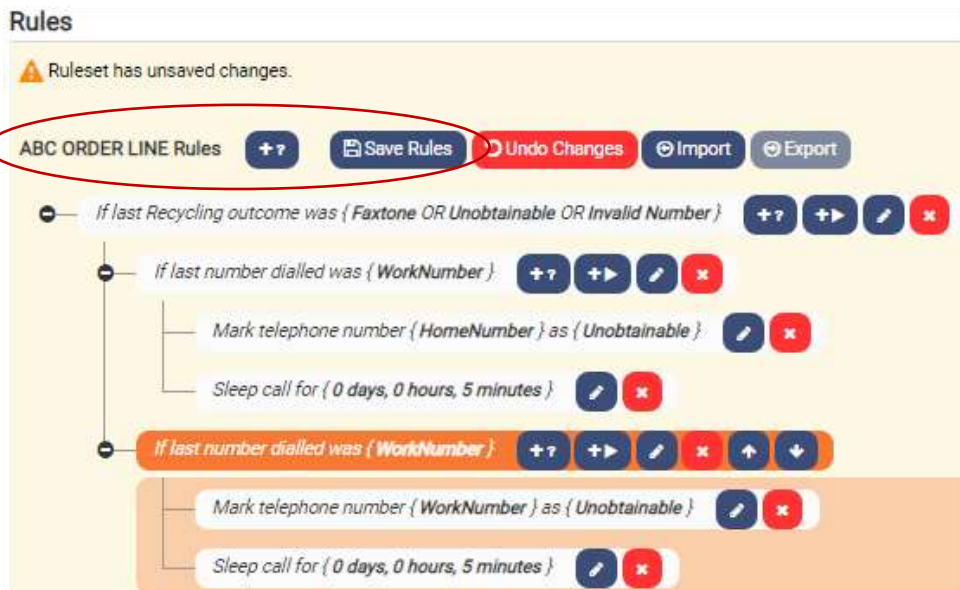 Rules
Ruleset has unsaved changes.
ABC ORDER LINE Rules + ? Save Rules Undo Changes Import Export
If last Recycling outcome was { Faxtone OR Unobtainable OR Invalid Number } + ? +
If last number dialled was { WorkNumber } + ? +
Mark telephone number { HomeNumber } as { Unobtainable }
Sleep call for { 0 days, 0 hours, 5 minutes }
If last number dialled was { WorkNumber } + ? +
Mark telephone number { WorkNumber } as { Unobtainable }
Sleep call for { 0 days, 0 hours, 5 minutes }